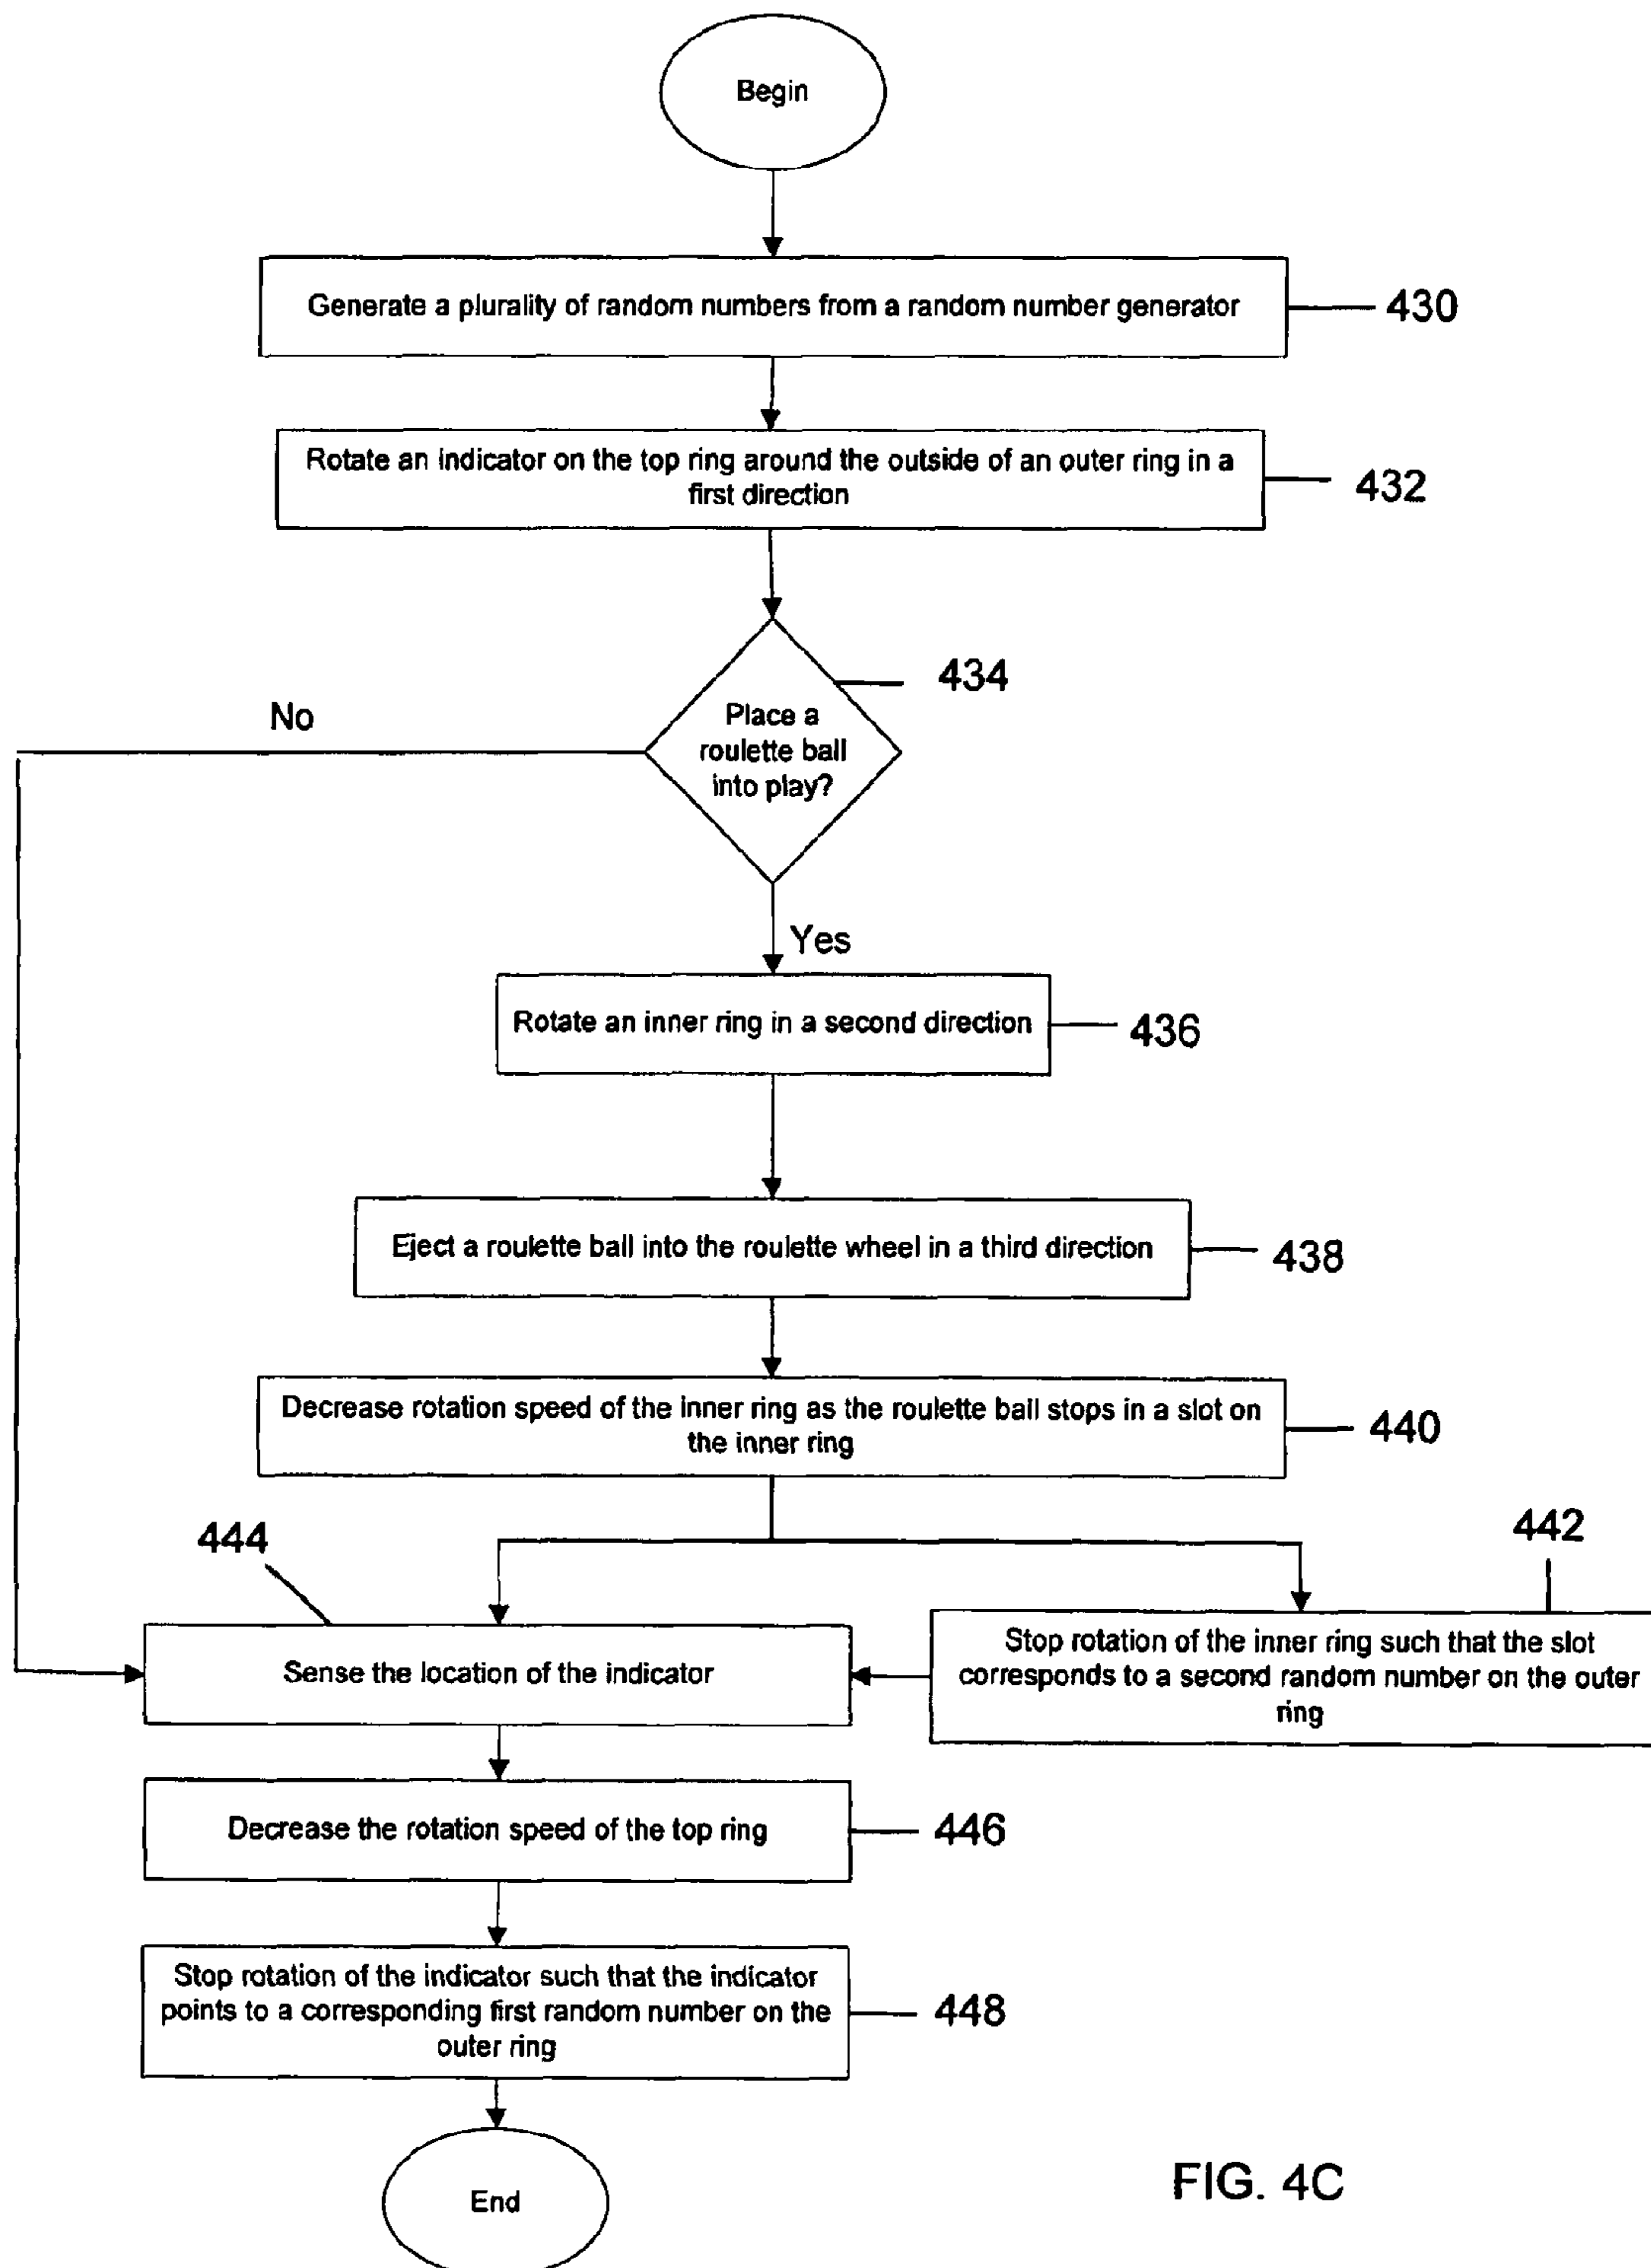 Begin
Generate a plurality of random numbers from a random number generator
430
Rotate an indicator on the top ring around the outside of an outer ring in a
first direction
432
434
No
Place a
roulette ball
into play?
Yes
Rotate an inner ring in a second direction
436
Eject a roulette ball into the roulette wheel in a third direction
438
Decrease rotation speed of the inner ring as the roulette ball stops in a slot on
the inner ring
440
444
442
Sense the location of the indicator
Stop rotation of the inner ring such that the slot
corresponds to a second random number on the outer
ring
Decrease the rotation speed of the top ring
446
Stop rotation of the indicator such that the indicator
points to a corresponding first random number on the
outer ring
448
End
FIG. 4C